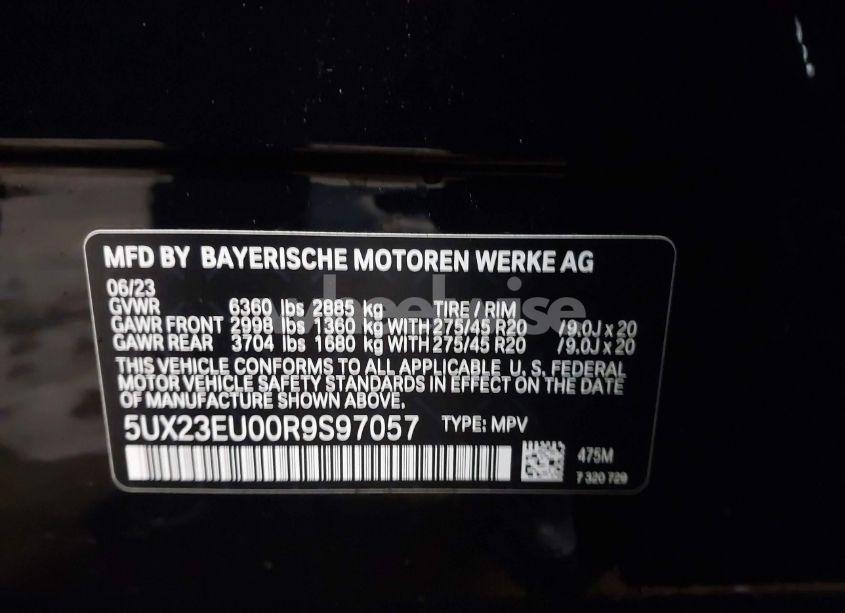 MFD BY BAYERISCHE MOTOREN WERKE AG
06/23
GVWR 6360 lbs 2885 kg TIRE / RIM
GAWR FRONT 2998 lbs 1360 kg WITH 275/45 R20 /9.0J x 20
GAWR REAR 3704 lbs 1680 kg WITH 275/45 R20 /9.0J x 20
THIS VEHICLE CONFORMS TO ALL APPLICABLE U. S. FEDERAL
MOTOR VEHICLE SAFETY STANDARDS IN EFFECT ON THE DATE
OF MANUFACTURE SHOWN ABOVE.
5UX23EU00R9S97057 TYPE: MPV
475M
7 320 729